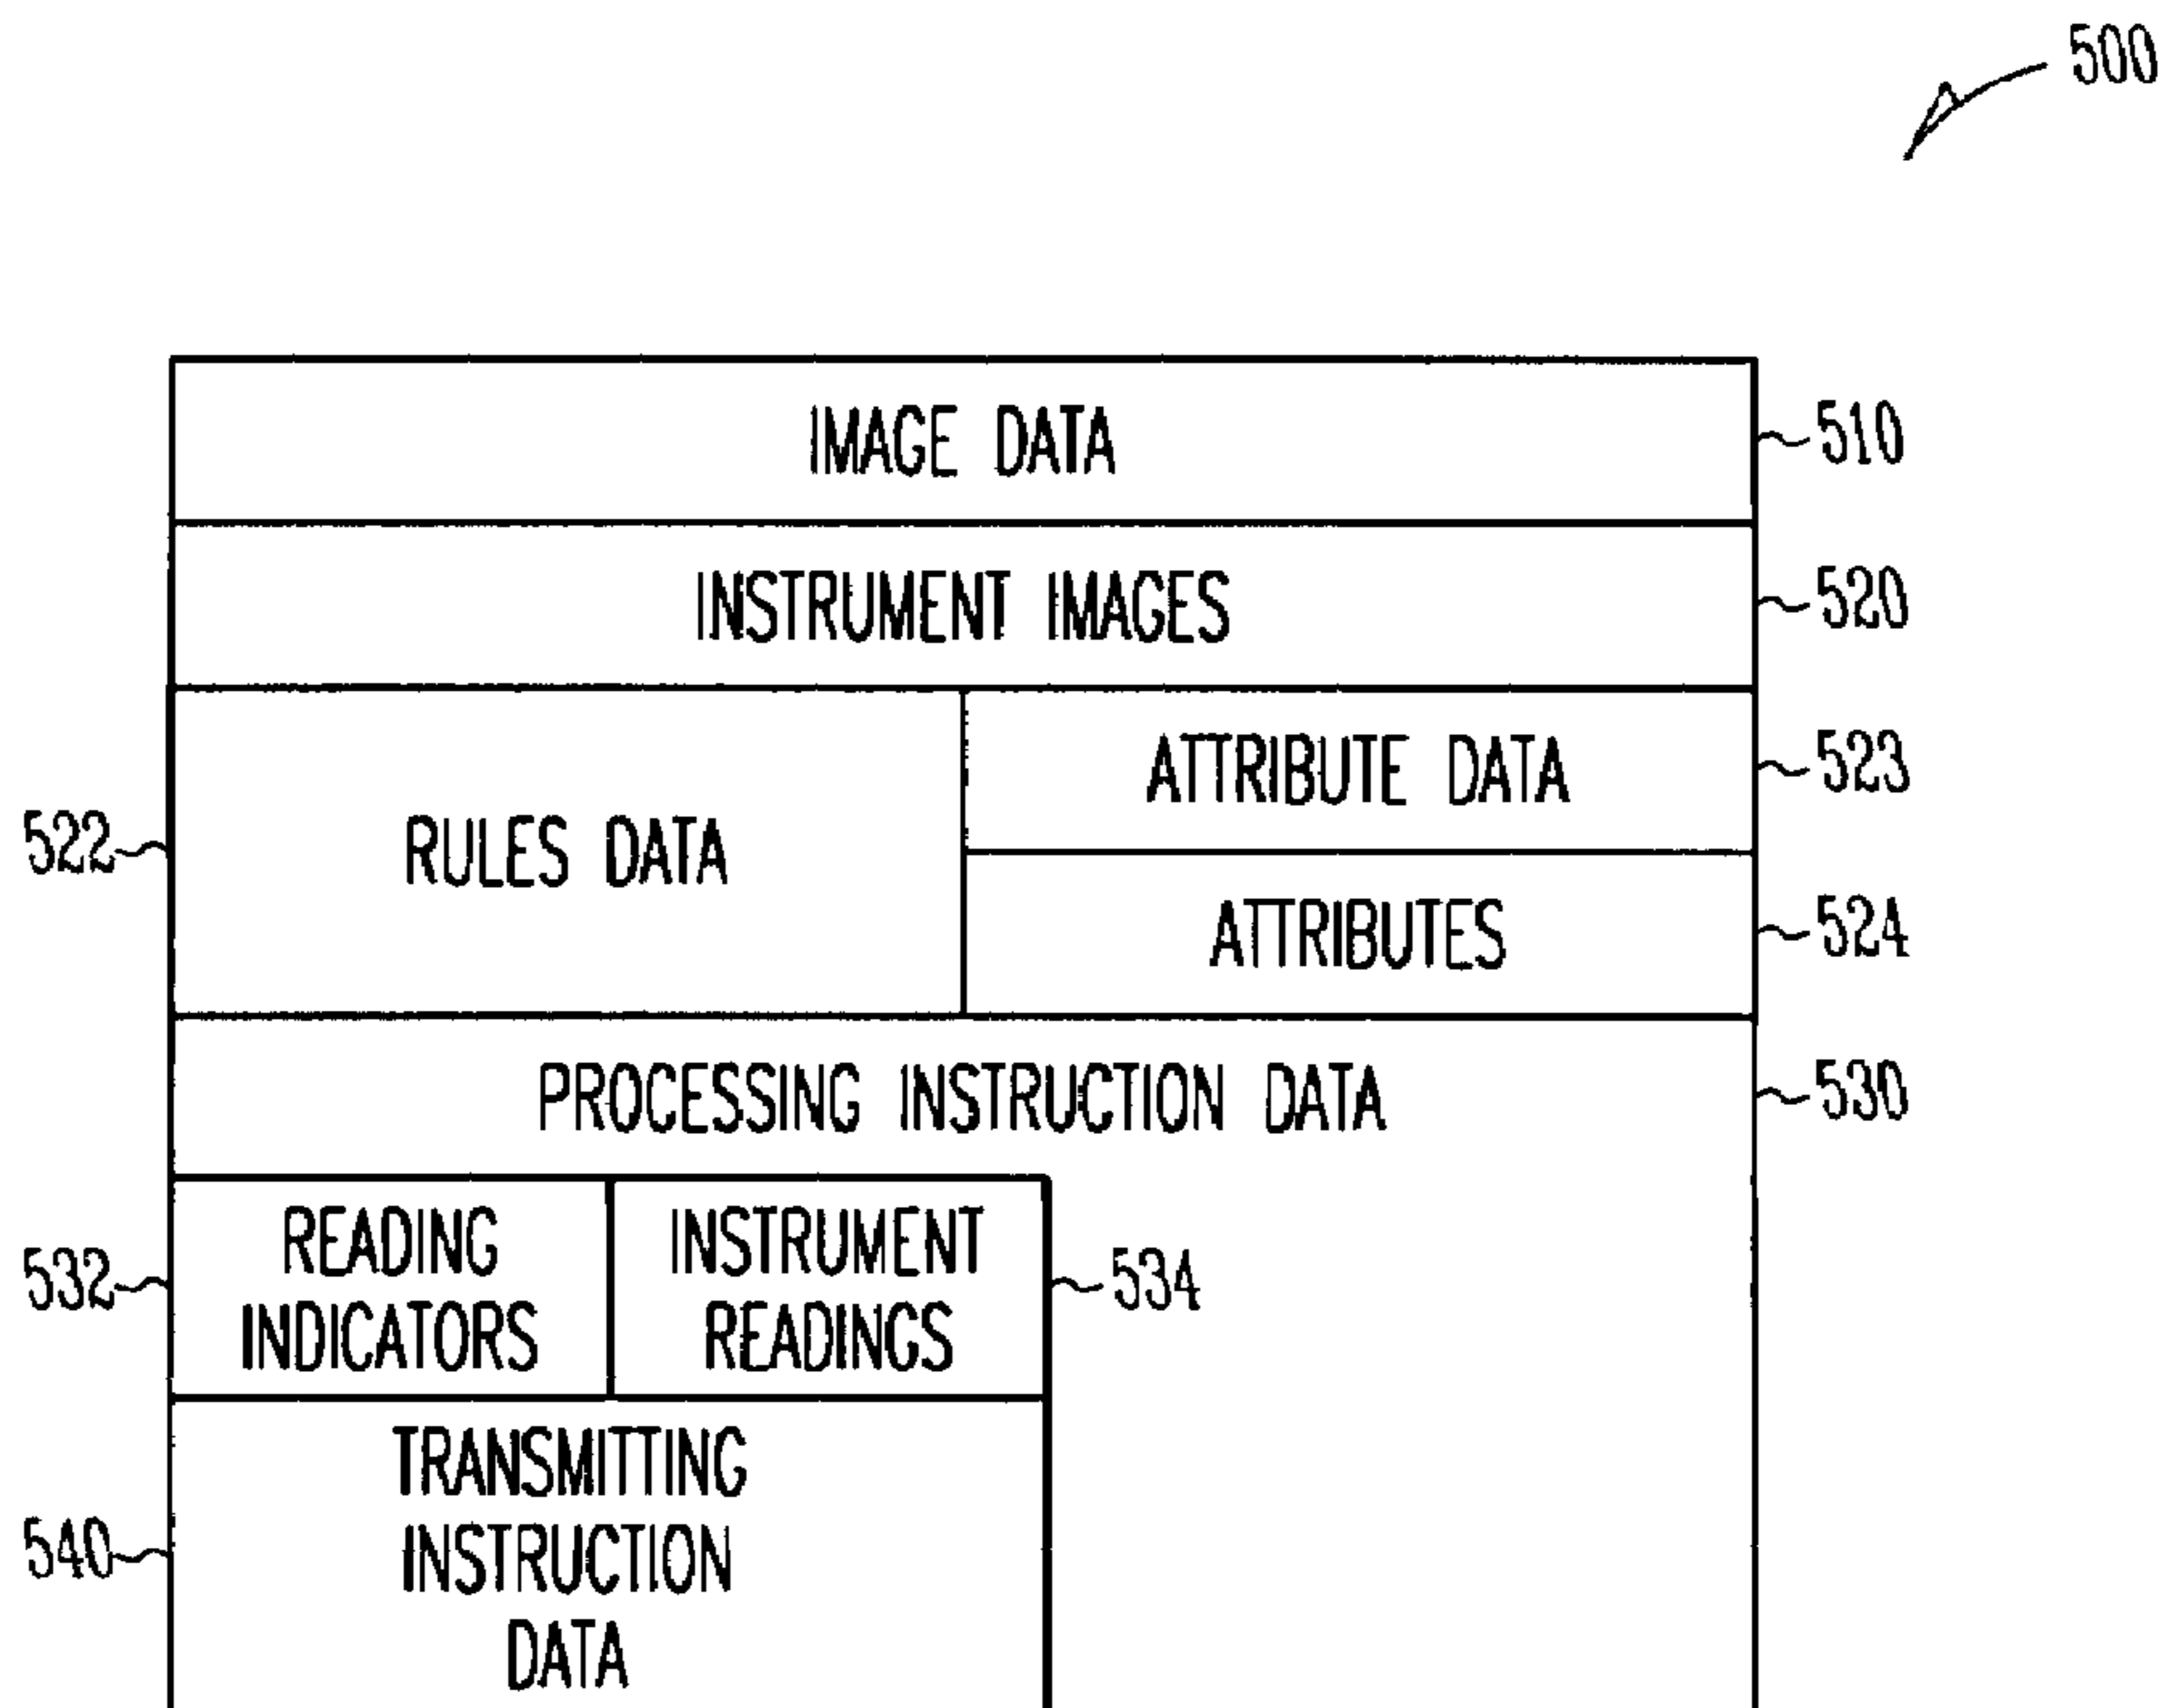 500
IMAGE DATA
510
INSTRUMENT IMAGES
520
522
RULES DATA
ATTRIBUTE DATA
523
ATTRIBUTES
524
PROCESSING INSTRUCTION DATA
530
532
READING
INDICATORS
INSTRUMENT
READINGS
534
540
TRANSMITTING
INSTRUCTION
DATA